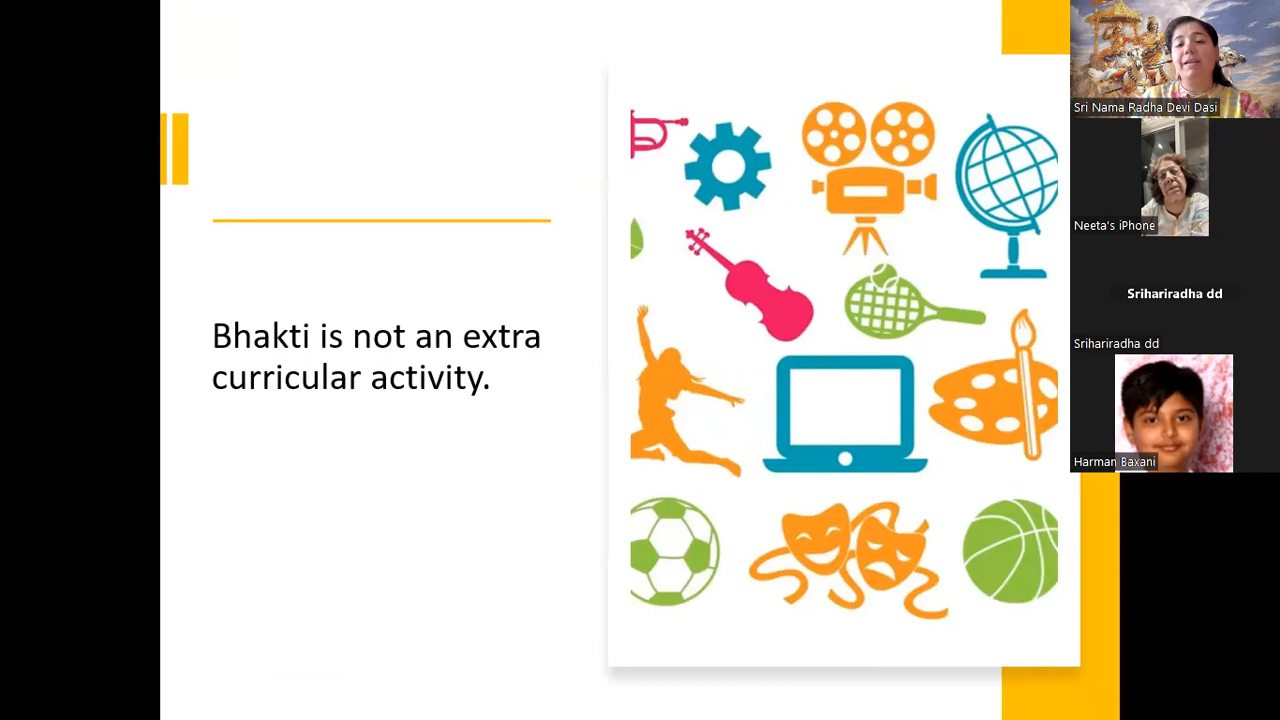 Bhakti is not an extra
curricular activity.
Sri Nama Radha Devi Dasi
Neeta's iPhone
Srihariradha dd
Srihariradha dd
Harman Baxani